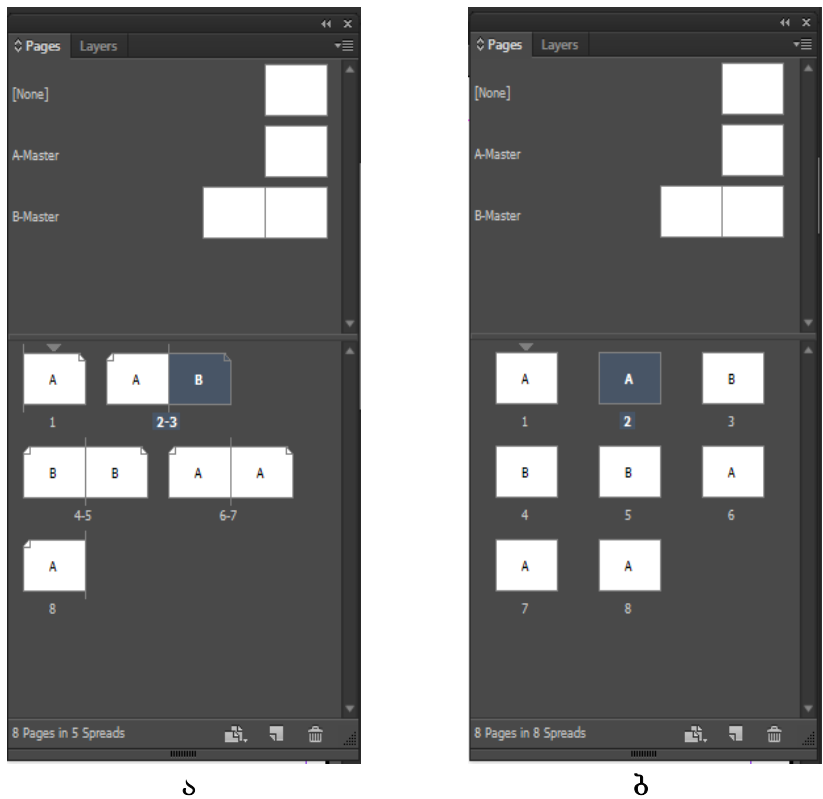 Pages Layers
[None]
A-Master
B-Master
A A B
1 2-3
B B A A
4-5 6-7
A
8
8 Pages in 5 Spreads
ა
Pages Layers
[None]
A-Master
B-Master
A A B
1 2 3
B B A
4 5 6
A A
7 8
8 Pages in 8 Spreads
ბ